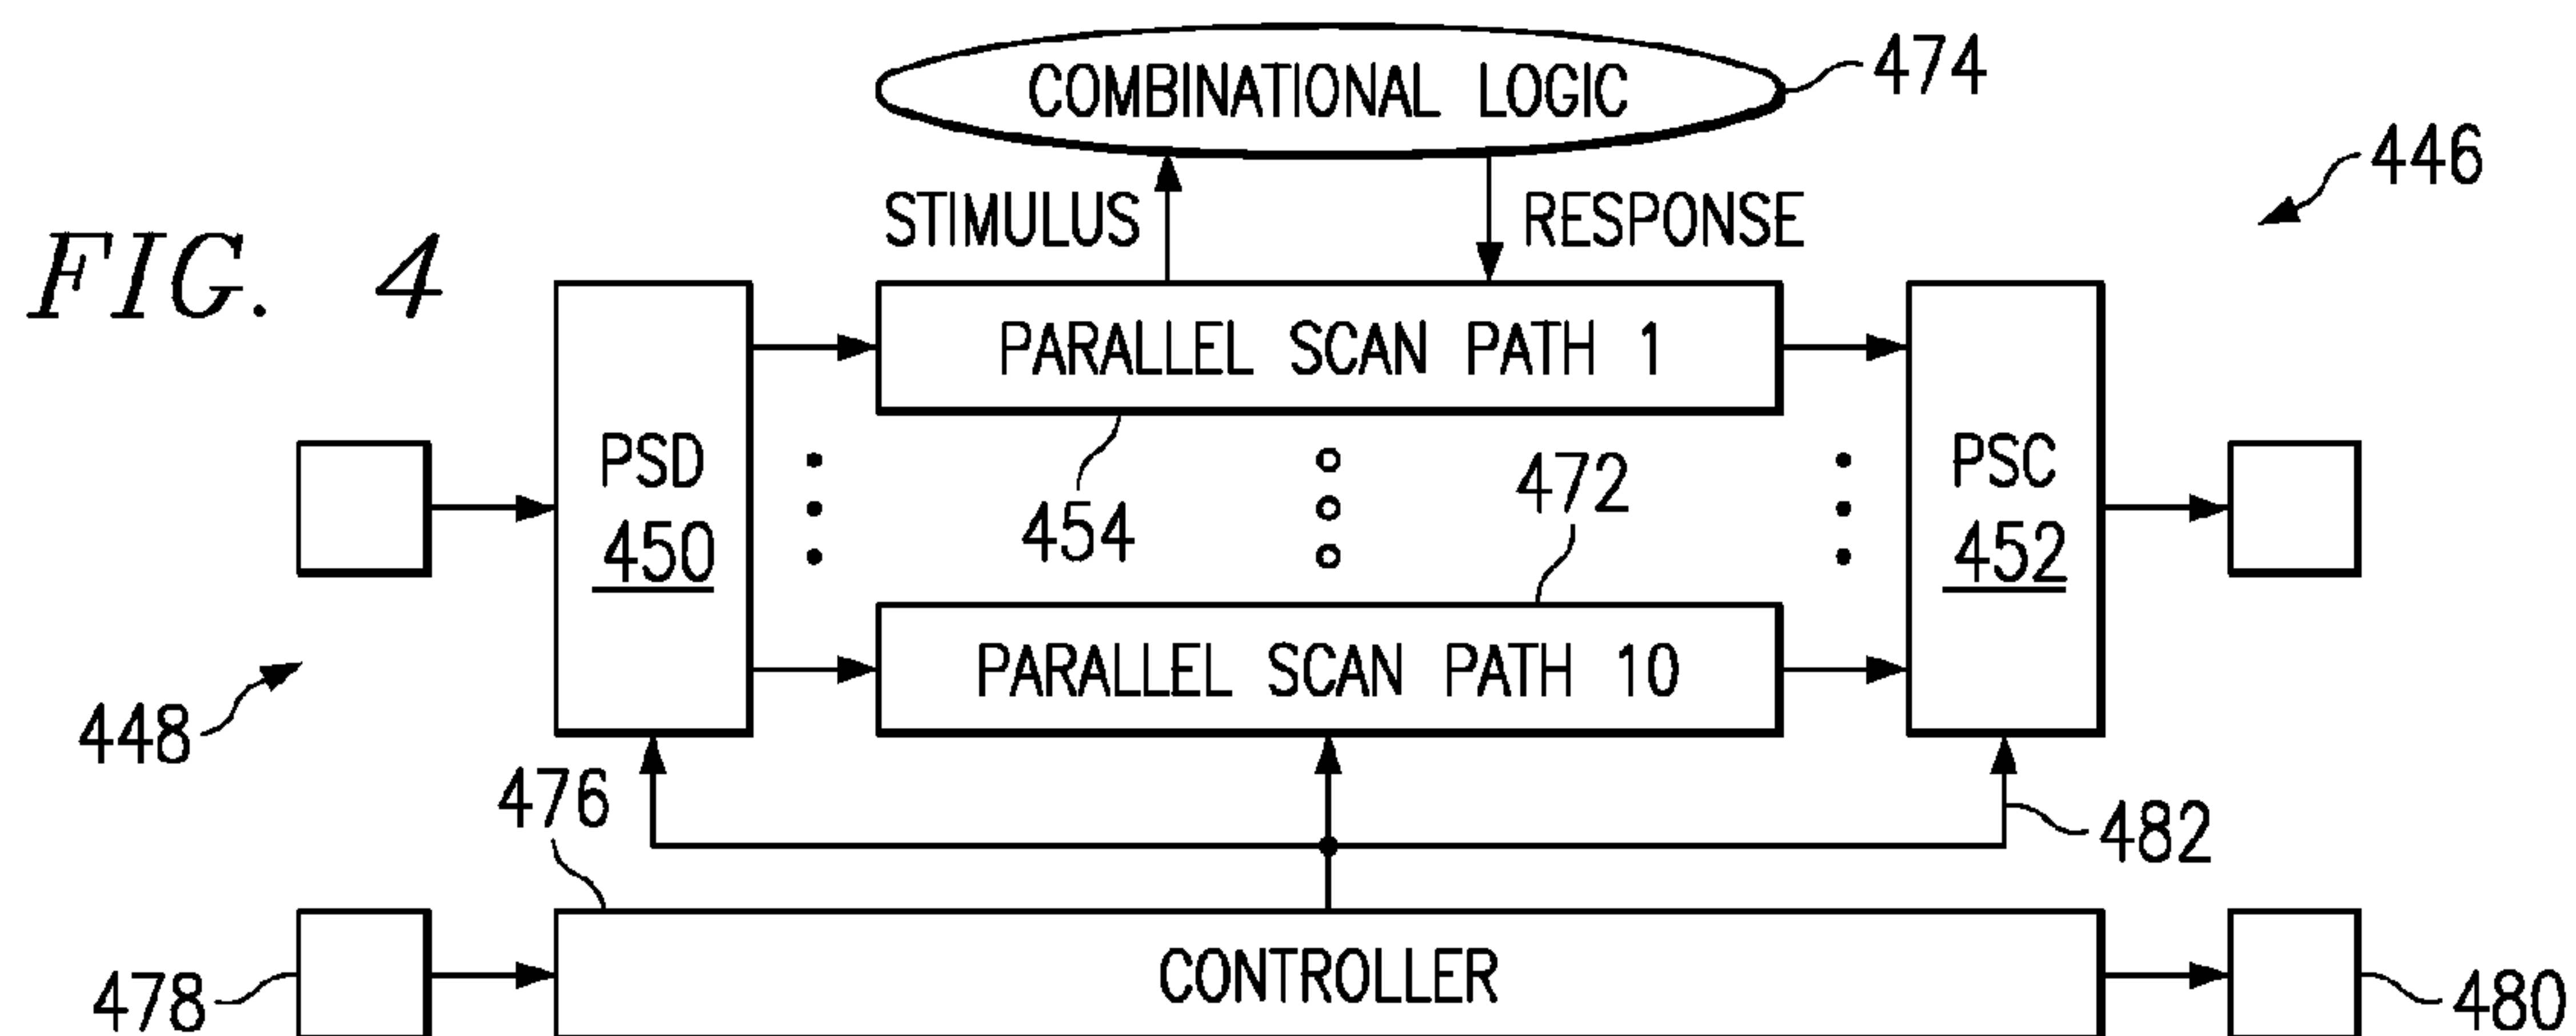 COMBINATIONAL LOGIC
474
446
STIMULUS
RESPONSE
FIG. 4
PARALLEL SCAN PATH 1
PSD
450
PSC
452
454
472
PARALLEL SCAN PATH 10
448
476
482
CONTROLLER
478
480